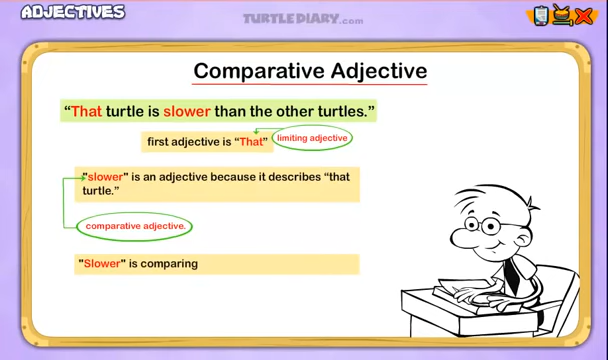 ADJECTIVES
TURTLEDIARY.com
Comparative Adjective
“That turtle is slower than the other turtles.”
first adjective is “That”
limiting adjective
"slower" is an adjective because it describes “that
turtle.”
comparative adjective.
"Slower" is comparing